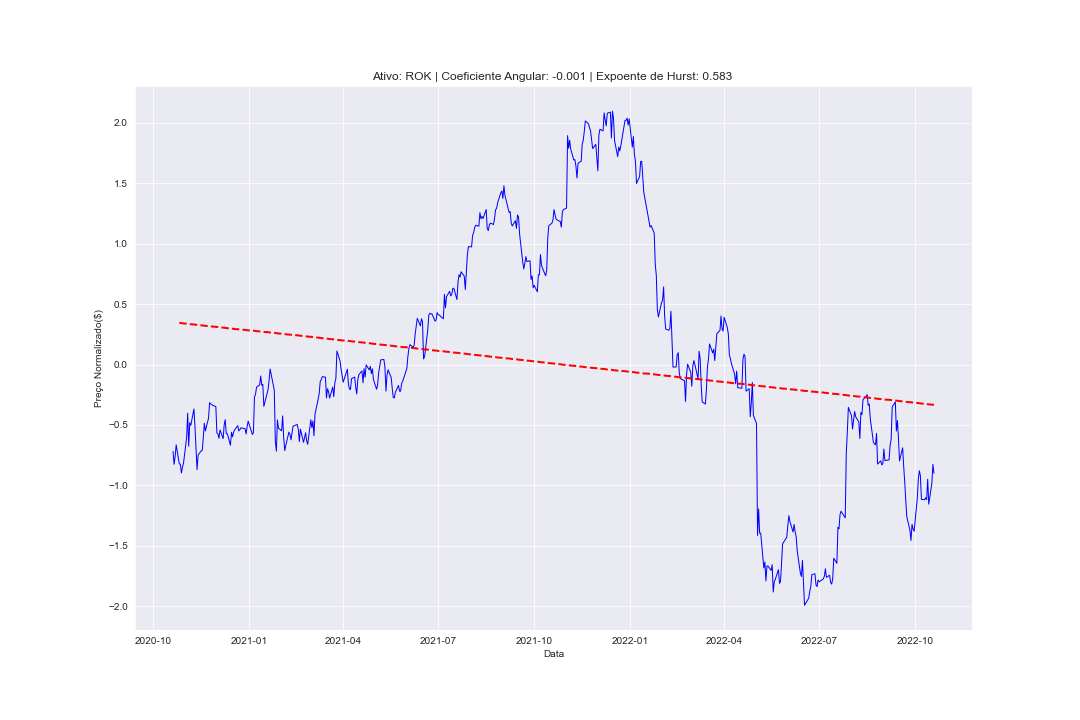 Ativo: ROK | Coeficiente Angular: -0.001 | Expoente de Hurst: 0.583
Preço Normalizado($)
2.0
1.5
1.0
0.5
0.0
−0.5
−1.0
−1.5
−2.0
2020-10 2021-01 2021-04 2021-07 2021-10 2022-01 2022-04 2022-07 2022-10
Data